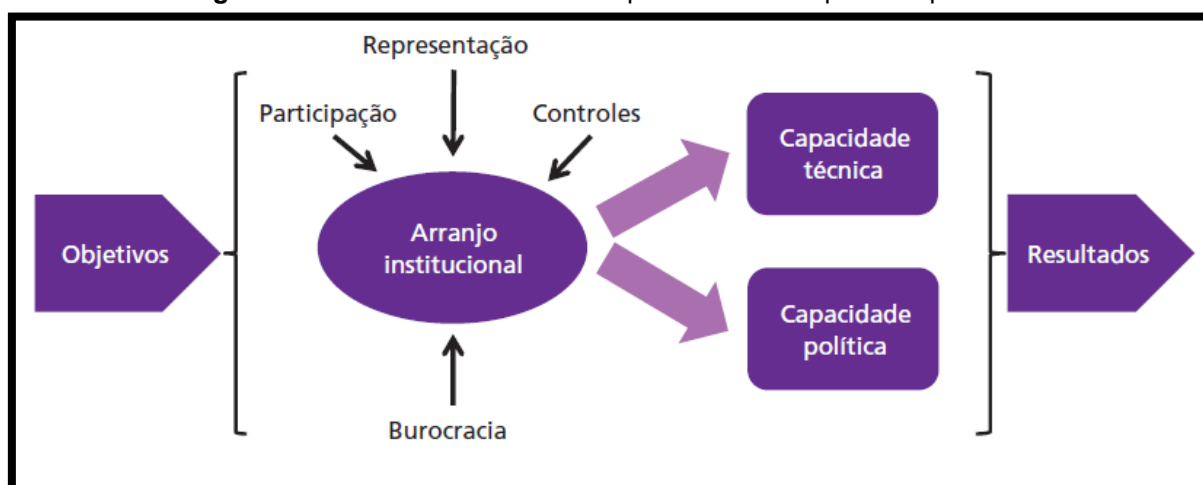 Representação
Participação
Controles
Capacidade
técnica
Objetivos
Arranjo
institucional
Resultados
Capacidade
política
Burocracia